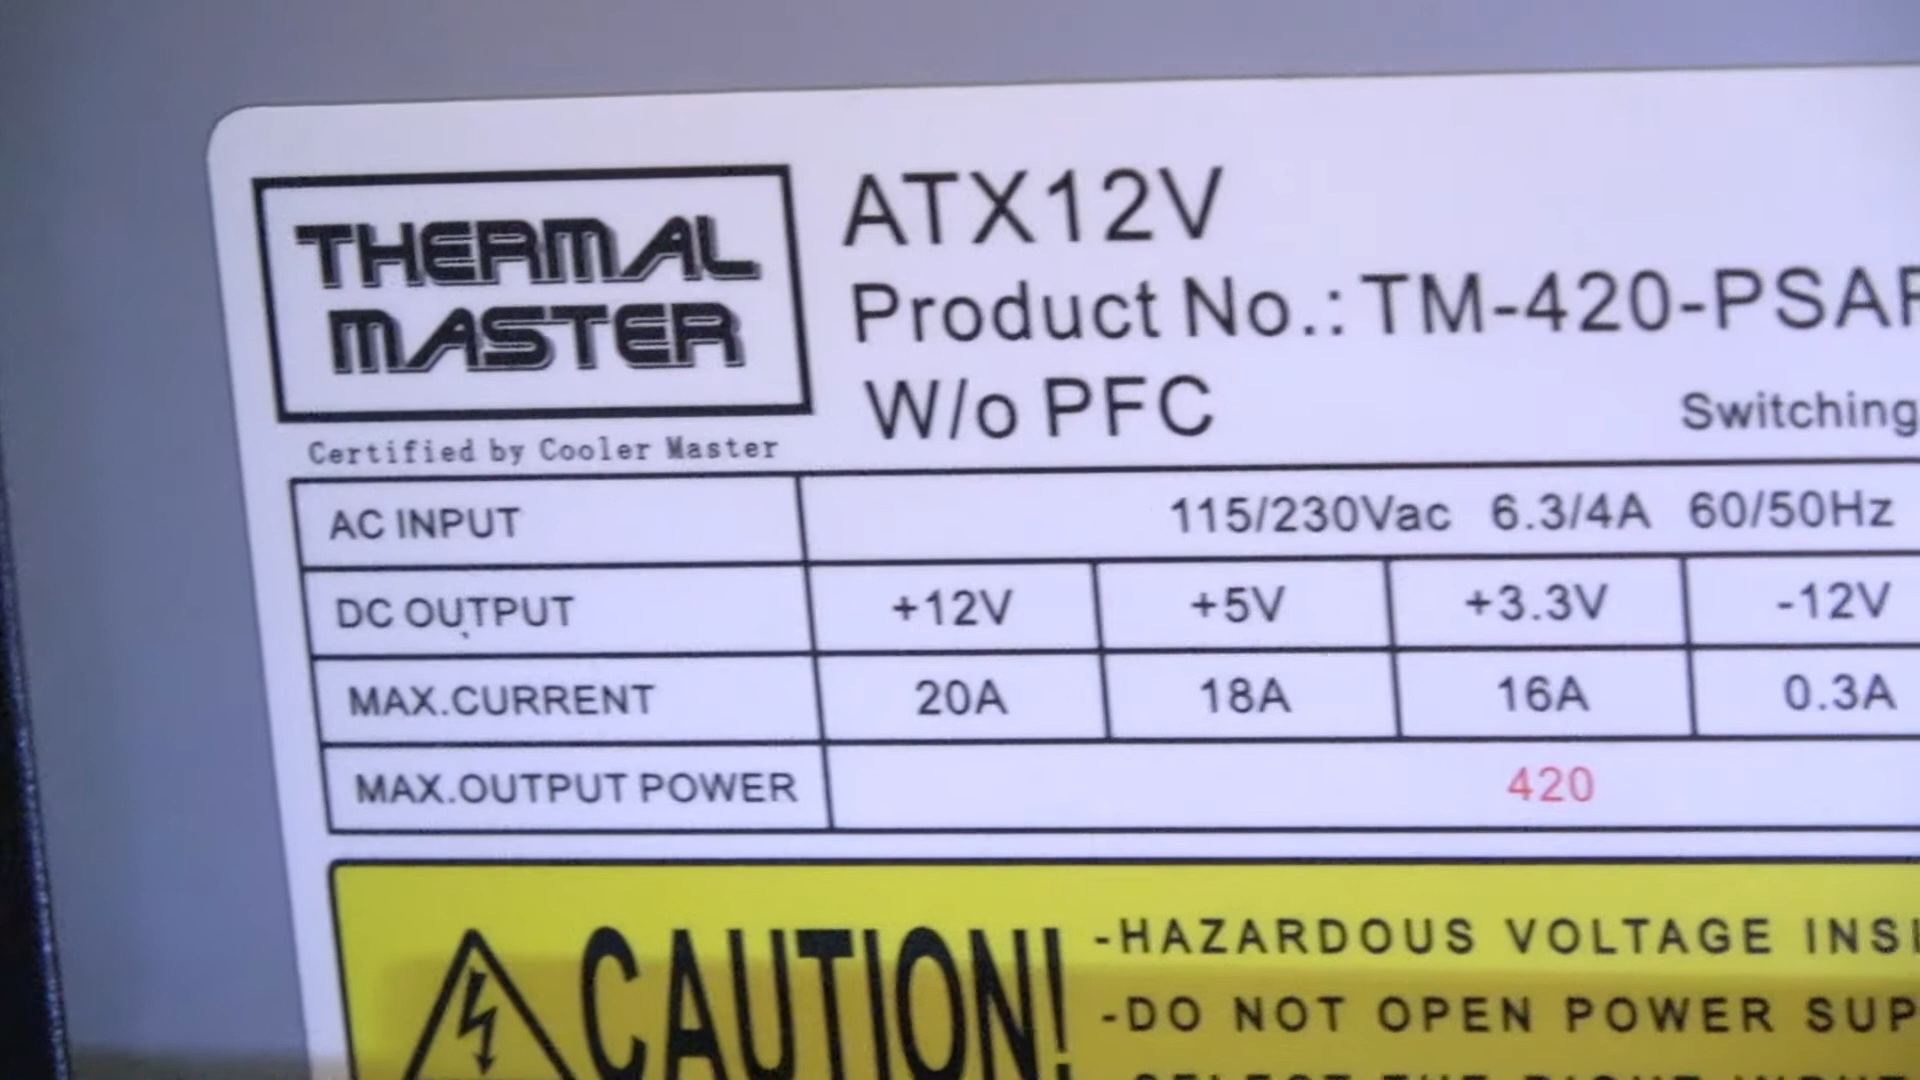 THERMAL
MASTER
Certified by Cooler Master
ATX12V
Product No.: TM-420-PSAP
W/o PFC
Switching
AC INPUT 115/230Vac 6.3/4A 60/50Hz
DC OUTPUT +12V +5V +3.3V -12V
MAX.CURRENT 20A 18A 16A 0.3A
MAX.OUTPUT POWER 420
CAUTION!
-HAZARDOUS VOLTAGE INSI
-DO NOT OPEN POWER SUP